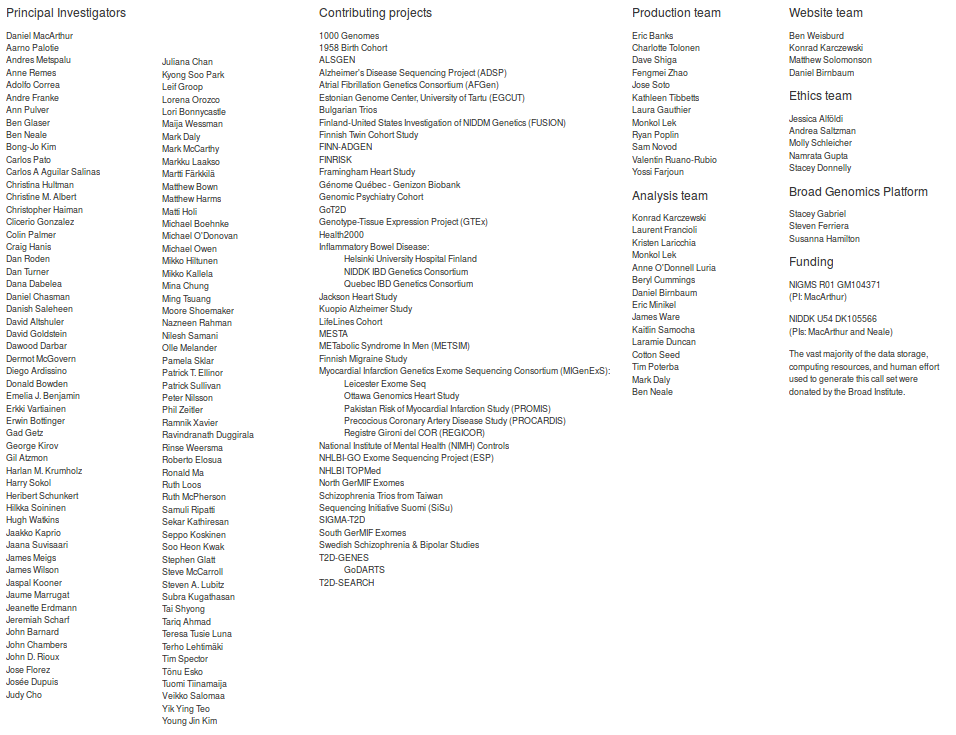 Principal Investigators
Daniel MacArthur
Aarno Palotie
Andres Metspalu
Anne Remes
Adolfo Correa
Andre Franke
Ann Pulver
Ben Glaser
Ben Neale
Bong-Jo Kim
Carlos Pato
Carlos A Aguilar Salinas
Christina Hultman
Christine M. Albert
Christopher Haiman
Clicerio Gonzalez
Colin Palmer
Craig Hanis
Dan Roden
Dan Turner
Dana Dabelea
Daniel Chasman
Danish Saleheen
David Altshuler
David Goldstein
Dawood Darbar
Dermot McGovern
Diego Ardissino
Donald Bowden
Emelia J. Benjamin
Erkki Vartiainen
Erwin Bottinger
Gad Getz
George Kirov
Gil Atzmon
Harlan M. Krumholz
Harry Sokol
Heribert Schunkert
Hilkka Soininen
Hugh Watkins
Jaakko Kaprio
Jaana Suvisaari
James Meigs
James Wilson
Jaspal Kooner
Jaume Marrugat
Jeanette Erdmann
Jeremiah Scharf
John Barnard
John Chambers
John D. Rioux
Jose Florez
Josée Dupuis
Judy Cho
Juliana Chan
Kyong Soo Park
Leif Groop
Lorena Orozco
Lori Bonnycastle
Maija Wessman
Mark Daly
Mark McCarthy
Markku Laakso
Martti Färkkilä
Matthew Bown
Matthew Harms
Matti Holi
Michael Boehnke
Michael O'Donovan
Michael Owen
Mikko Hiltunen
Mikko Kallela
Mina Chung
Ming Tsuang
Moore Shoemaker
Nazneen Rahman
Nilesh Samani
Olle Melander
Pamela Sklar
Patrick T. Ellinor
Patrick Sullivan
Peter Nilsson
Phil Zeitler
Ramnik Xavier
Ravindranath Duggirala
Rinse Weersma
Roberto Elosua
Ronald Ma
Ruth Loos
Ruth McPherson
Samuli Ripatti
Sekar Kathiresan
Seppo Koskinen
Soo Heon Kwak
Stephen Glatt
Steve McCarroll
Steven A. Lubitz
Subra Kugathasan
Tai Shyong
Tariq Ahmad
Teresa Tusie Luna
Terho Lehtimäki
Tim Spector
Tõnu Esko
Tuomi Tiinamaija
Veikko Salomaa
Yik Ying Teo
Young Jin Kim
Contributing projects
1000 Genomes
1958 Birth Cohort
ALSGEN
Alzheimer's Disease Sequencing Project (ADSP)
Atrial Fibrillation Genetics Consortium (AFGen)
Estonian Genome Center, University of Tartu (EGCUT)
Bulgarian Trios
Finland-United States Investigation of NIDDM Genetics (FUSION)
Finnish Twin Cohort Study
FINN-ADGEN
FINRISK
Framingham Heart Study
Génome Québec - Genizon Biobank
Genomic Psychiatry Cohort
GoT2D
Genotype-Tissue Expression Project (GTEx)
Health2000
Inflammatory Bowel Disease:
Helsinki University Hospital Finland
NIDDK IBD Genetics Consortium
Quebec IBD Genetics Consortium
Jackson Heart Study
Kuopio Alzheimer Study
LifeLines Cohort
MESTA
METabolic Syndrome In Men (METSIM)
Finnish Migraine Study
Myocardial Infarction Genetics Exome Sequencing Consortium (MIGenExS):
Leicester Exome Seq
Ottawa Genomics Heart Study
Pakistan Risk of Myocardial Infarction Study (PROMIS)
Precocious Coronary Artery Disease Study (PROCARDIS)
Registre Gironi del COR (REGICOR)
National Institute of Mental Health (NIMH) Controls
NHLBI-GO Exome Sequencing Project (ESP)
NHLBI TOPMed
North GerMIF Exomes
Schizophrenia Trios from Taiwan
Sequencing Initiative Suomi (SiSu)
SIGMA-T2D
South GerMIF Exomes
Swedish Schizophrenia & Bipolar Studies
T2D-GENES
GoDARTS
T2D-SEARCH
Production team
Eric Banks
Charlotte Tolonen
Dave Shiga
Fengmei Zhao
Jose Soto
Kathleen Tibbetts
Laura Gauthier
Monkol Lek
Ryan Poplin
Sam Novod
Valentin Ruano-Rubio
Yossi Farjoun
Analysis team
Konrad Karczewski
Laurent Francioli
Kristen Laricchia
Monkol Lek
Anne O'Donnell Luria
Beryl Cummings
Daniel Birnbaum
Eric Minikel
James Ware
Kaitlin Samocha
Laramie Duncan
Cotton Seed
Tim Poterba
Mark Daly
Ben Neale
Website team
Ben Weisburd
Konrad Karczewski
Matthew Solomonson
Daniel Birnbaum
Ethics team
Jessica Alföldi
Andrea Saltzman
Molly Schleicher
Namrata Gupta
Stacey Donnelly
Broad Genomics Platform
Stacey Gabriel
Steven Ferriera
Susanna Hamilton
Funding
NIGMS R01 GM104371
(PI: MacArthur)
NIDDK U54 DK105566
(PIs: MacArthur and Neale)
The vast majority of the data storage,
computing resources, and human effort
used to generate this call set were
donated by the Broad Institute.